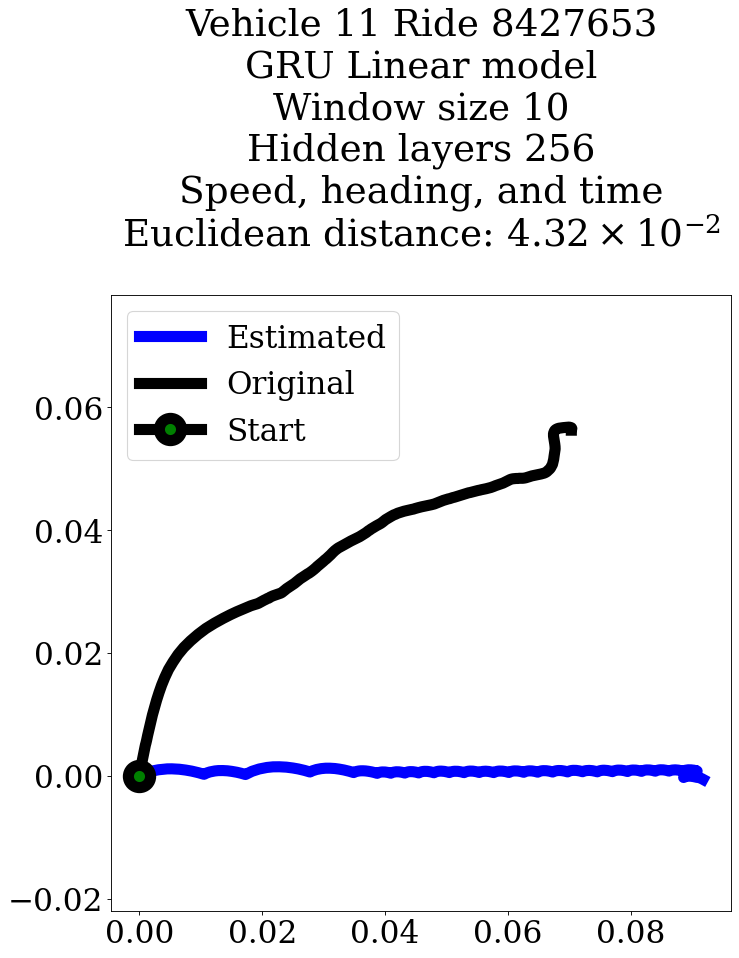 Vehicle 11 Ride 8427653
GRU Linear model
Window size 10
Hidden layers 256
Speed, heading, and time
Euclidean distance: 4.32 × 10⁻²
Estimated
Original
Start
0.06
0.04
0.02
0.00
−0.02
0.00 0.02 0.04 0.06 0.08